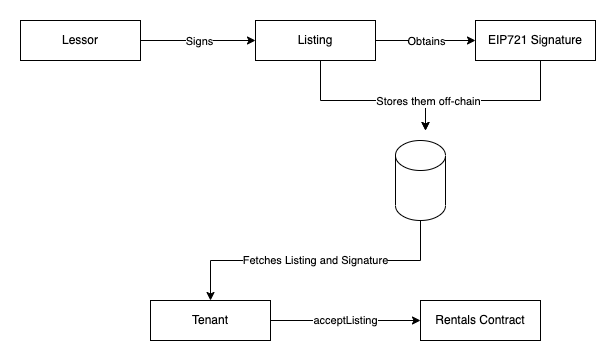 Lessor
Signs
Listing
Obtains
EIP721 Signature
Stores them off-chain
Fetches Listing and Signature
Tenant
acceptListing
Rentals Contract